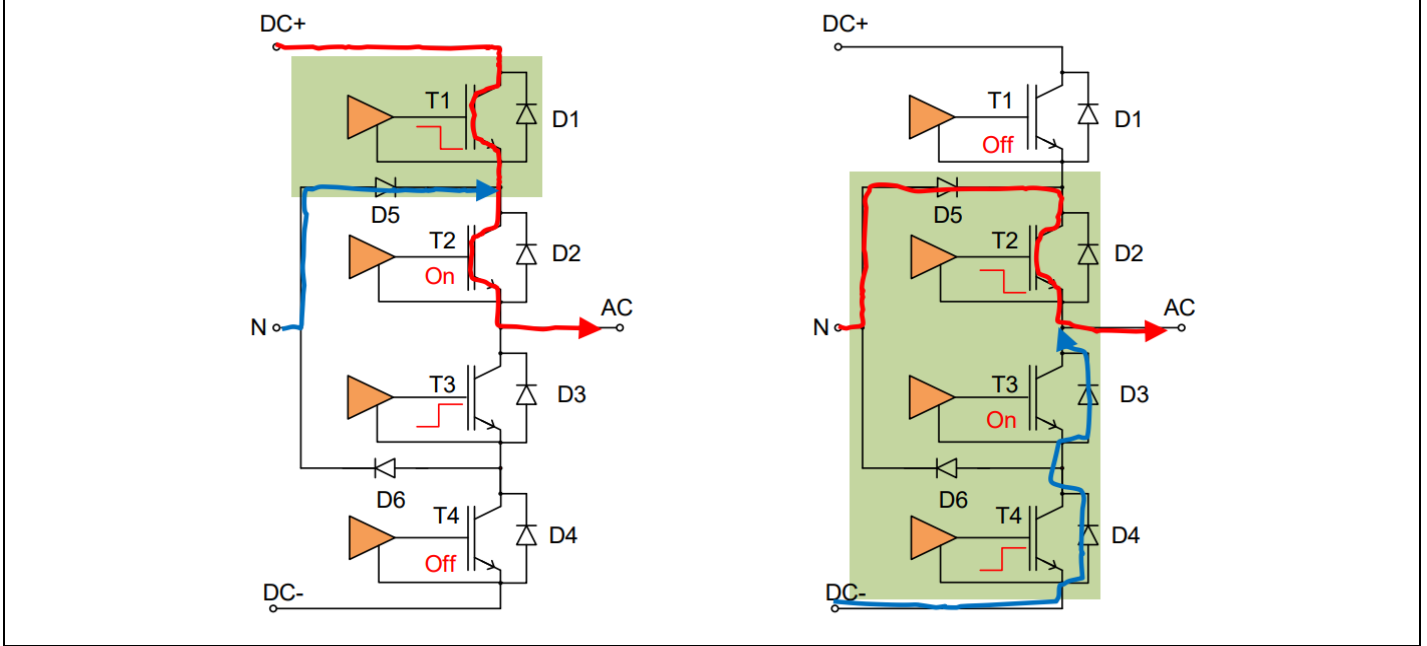 DC+
T1
D1
D5
T2
On
D2
N
AC
T3
D3
D6
T4
Off
D4
DC-
DC+
T1
Off
D1
D5
T2
D2
N
AC
T3
On
D3
D6
T4
D4
DC-